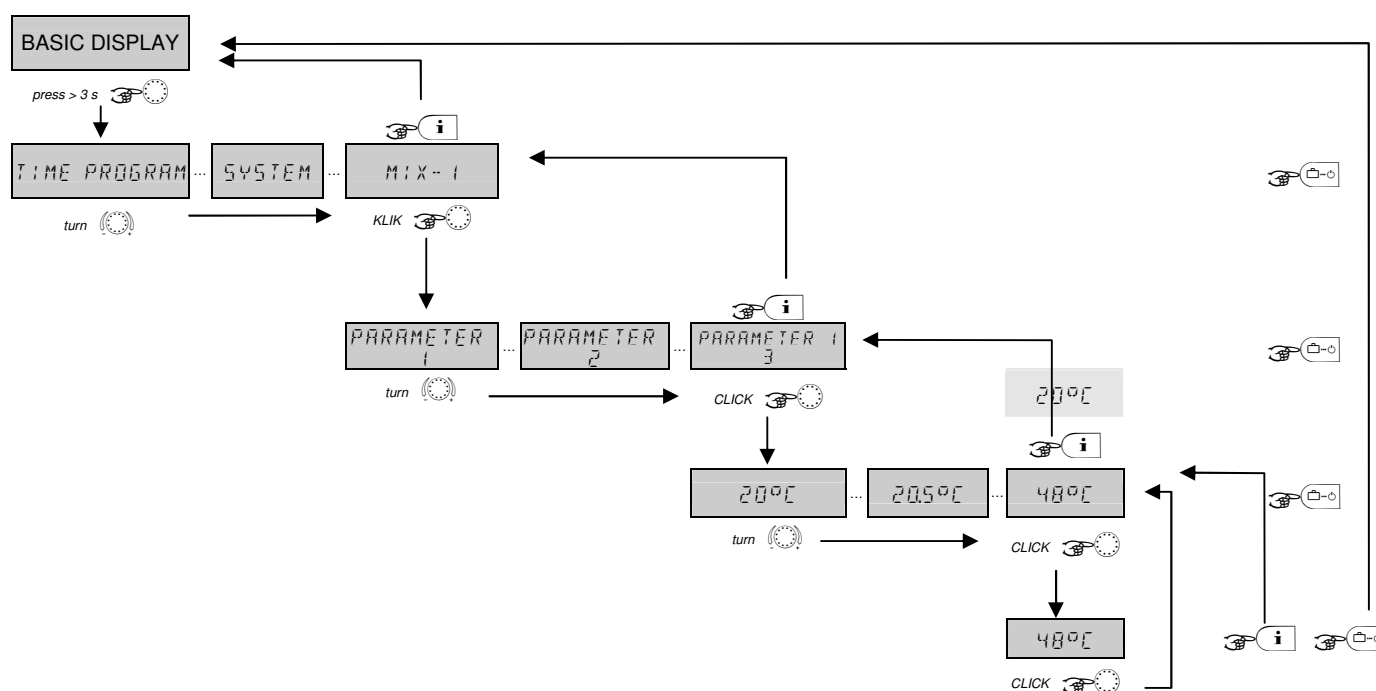 BASIC DISPLAY
press > 3 s
i
TIME PROGRAM ... SYSTEM ... MIX-1
turn - +
KLIK
i
PARAMETER 1 ... PARAMETER 2 ... PARAMETER 1 3
turn - +
CLICK
20°C
i
20°C ... 20.5°C ... 48°C
turn - +
CLICK
48°C
i
CLICK